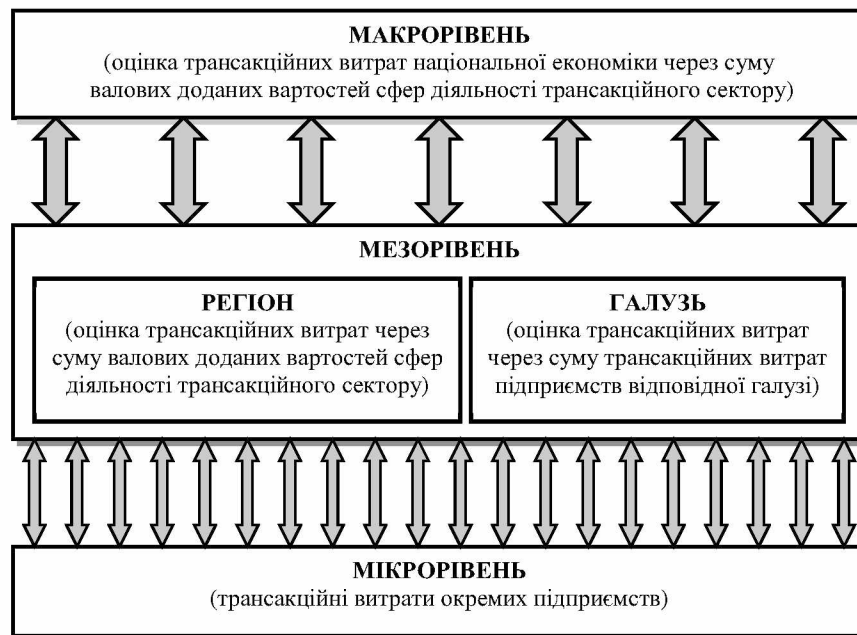 МАКРОРІВЕНЬ
(оцінка трансакційних витрат національної економіки через суму
валових доданих вартостей сфер діяльності трансакційного сектору)
МЕЗОРІВЕНЬ
РЕГІОН
(оцінка трансакційних витрат через
суму валових доданих вартостей сфер
діяльності трансакційного сектору)
ГАЛУЗЬ
(оцінка трансакційних витрат
через суму трансакційних витрат
підприємств відповідної галузі)
МІКРОРІВЕНЬ
(трансакційні витрати окремих підприємств)